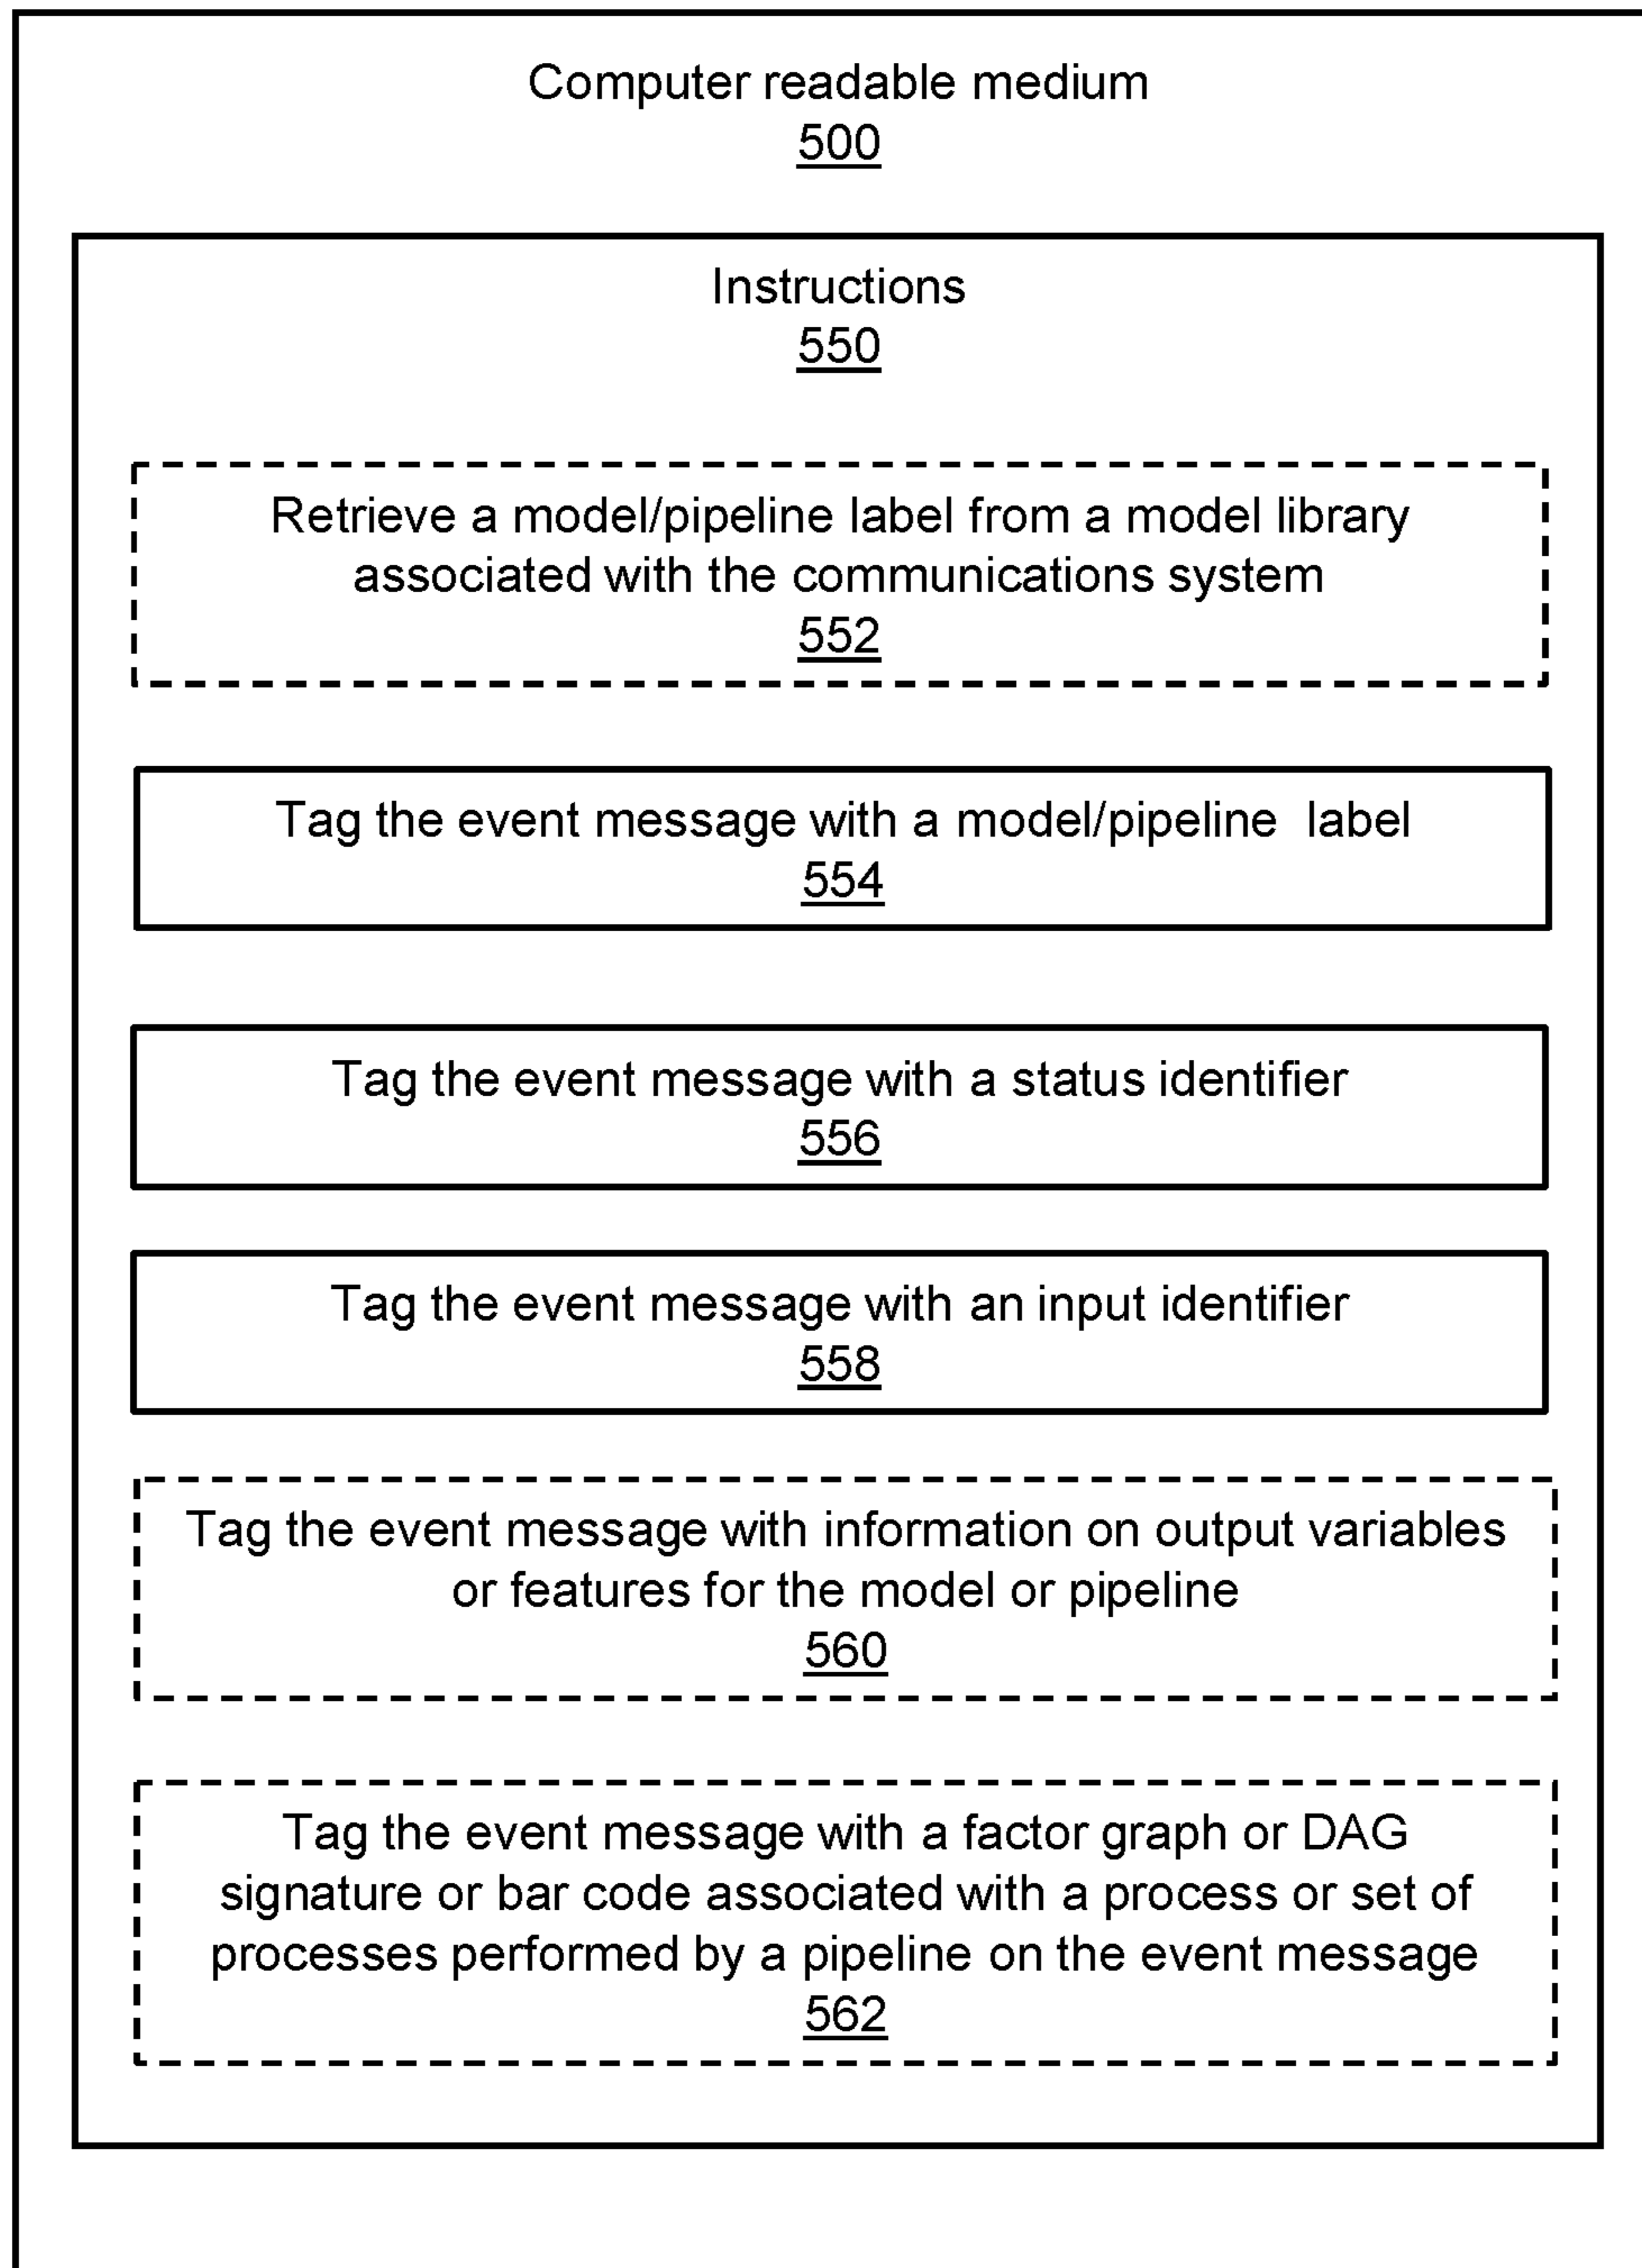 Computer readable medium
500
Instructions
550
Retrieve a model/pipeline label from a model library
associated with the communications system
552
Tag the event message with a model/pipeline  label
554
Tag the event message with a status identifier
556
Tag the event message with an input identifier
558
Tag the event message with information on output variables
or features for the model or pipeline
560
Tag the event message with a factor graph or DAG
signature or bar code associated with a process or set of
processes performed by a pipeline on the event message
562